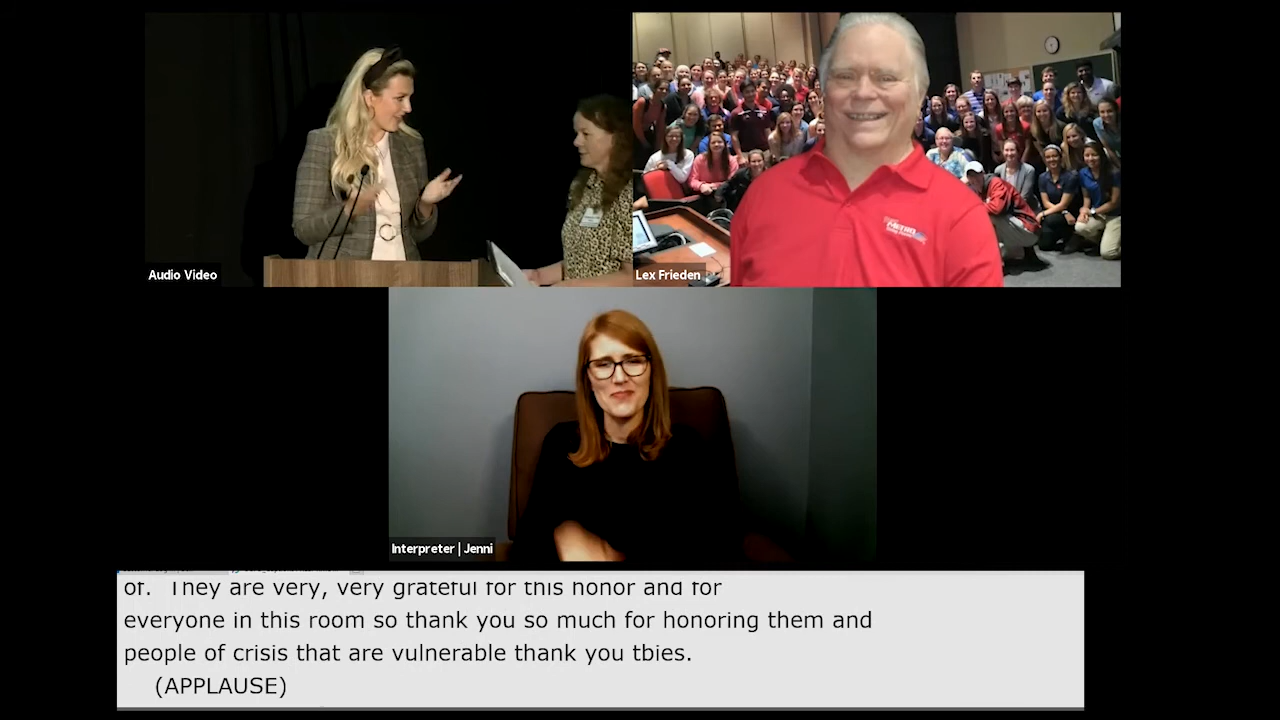 Audio Video
Lex Frieden
Interpreter | Jenni
of. They are very, very grateful for this honor and for
everyone in this room so thank you so much for honoring them and
people of crisis that are vulnerable thank you tbies.
(APPLAUSE)